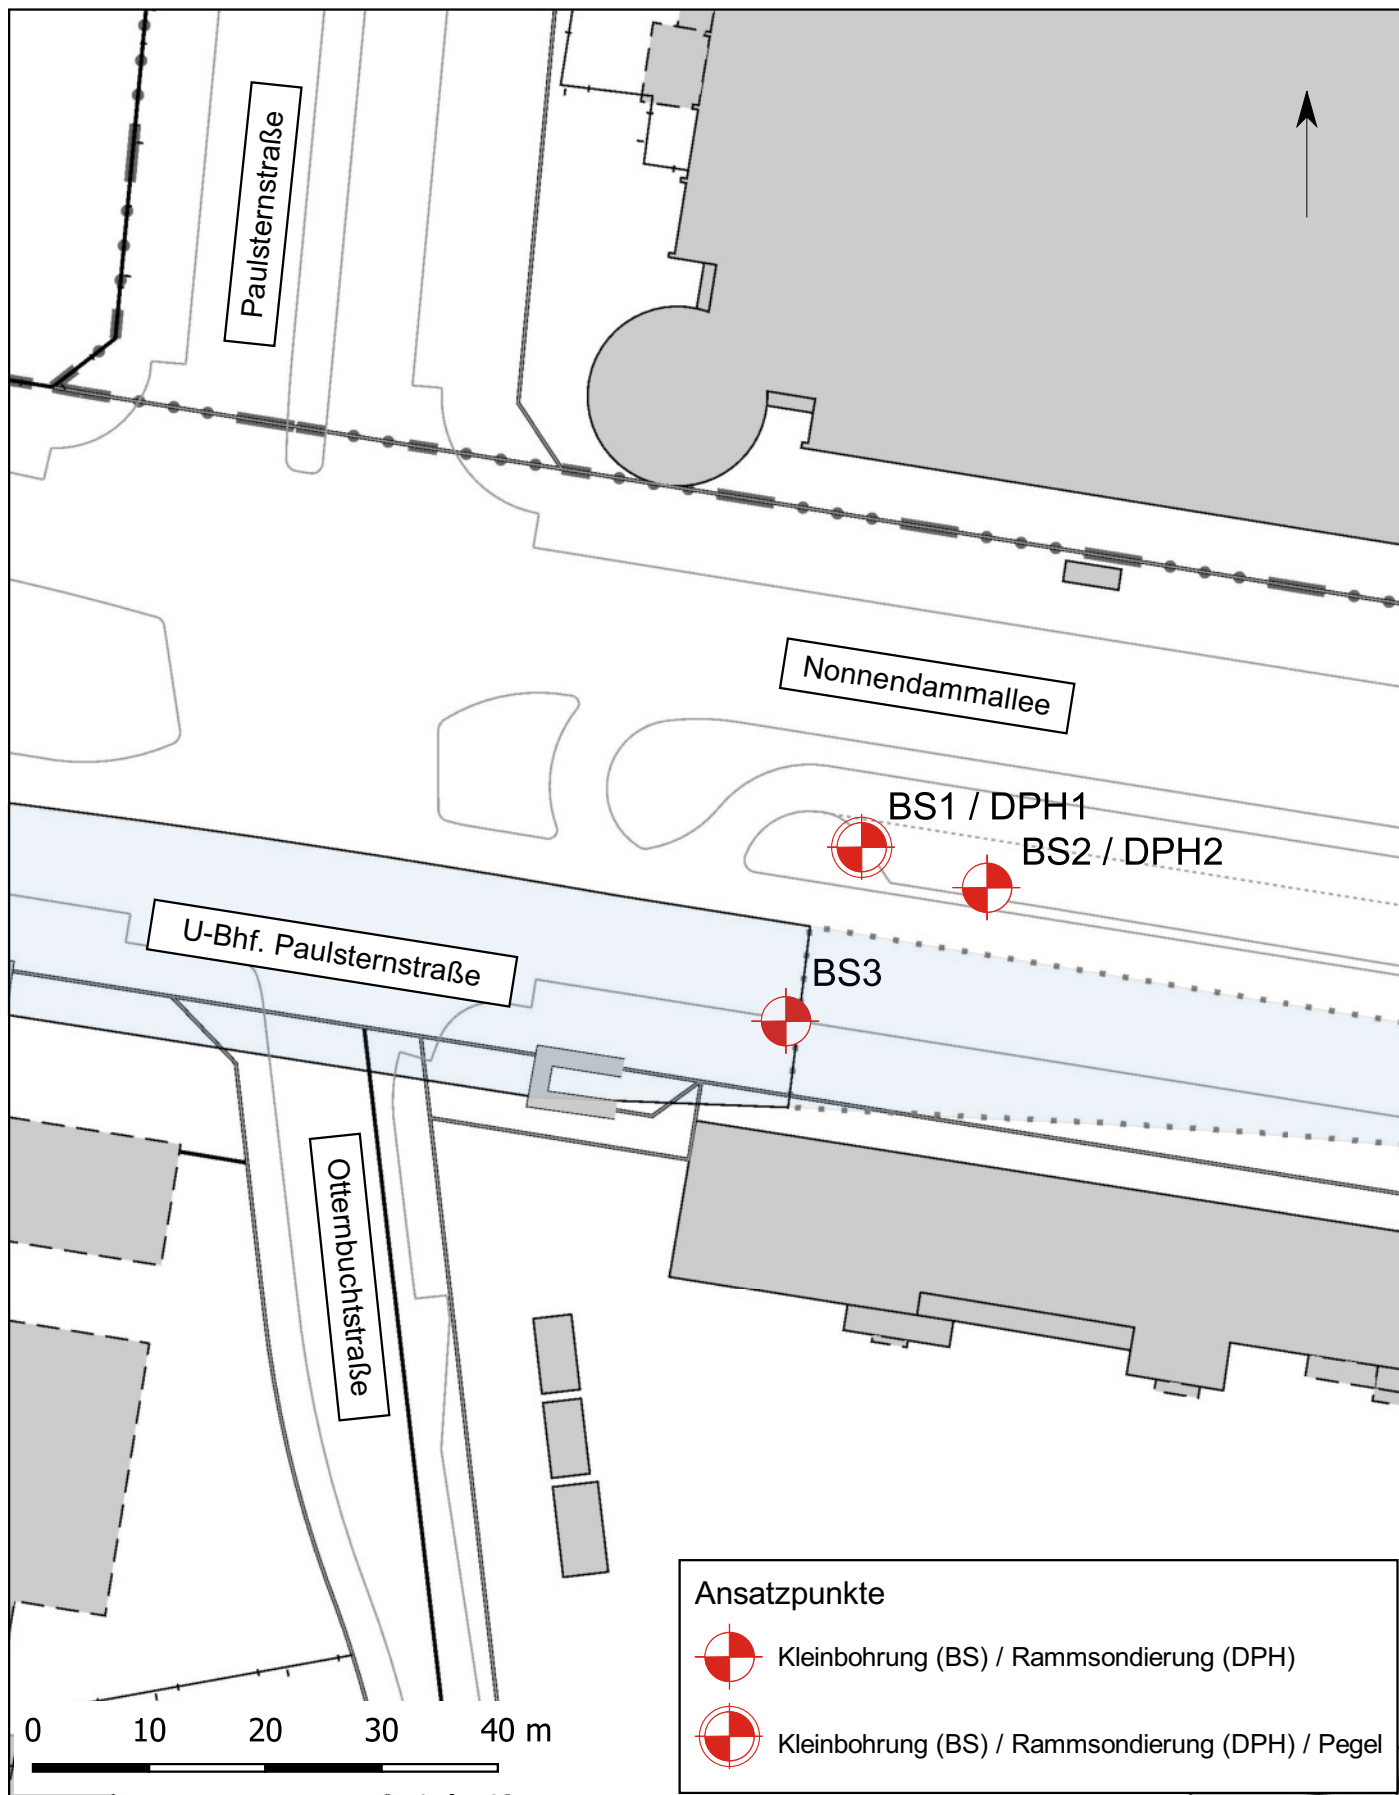 Paulsternstraße
Nonnendammallee
BS1 / DPH1
BS2 / DPH2
U-Bhf. Paulsternstraße
BS3
Otternbuchtstraße
Ansatzpunkte
Kleinbohrung (BS) / Rammsondierung (DPH)
Kleinbohrung (BS) / Rammsondierung (DPH) / Pegel
0 10 20 30 40 m